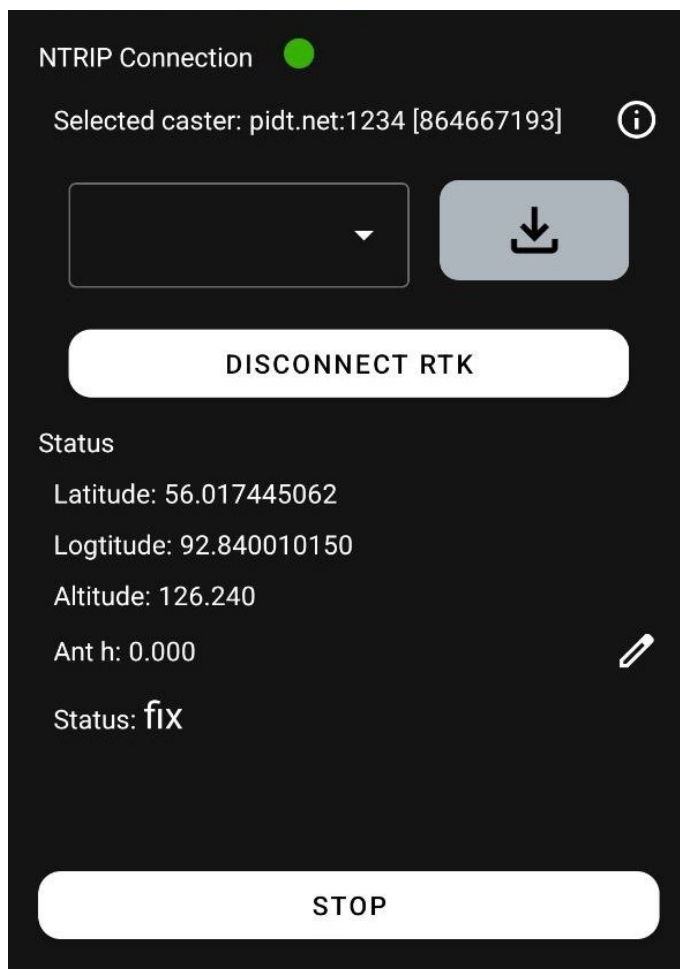 NTRIP Connection
Selected caster: pidt.net:1234 [864667193]
DISCONNECT RTK
Status
Latitude: 56.017445062
Logtitude: 92.840010150
Altitude: 126.240
Ant h: 0.000
Status: fix
STOP